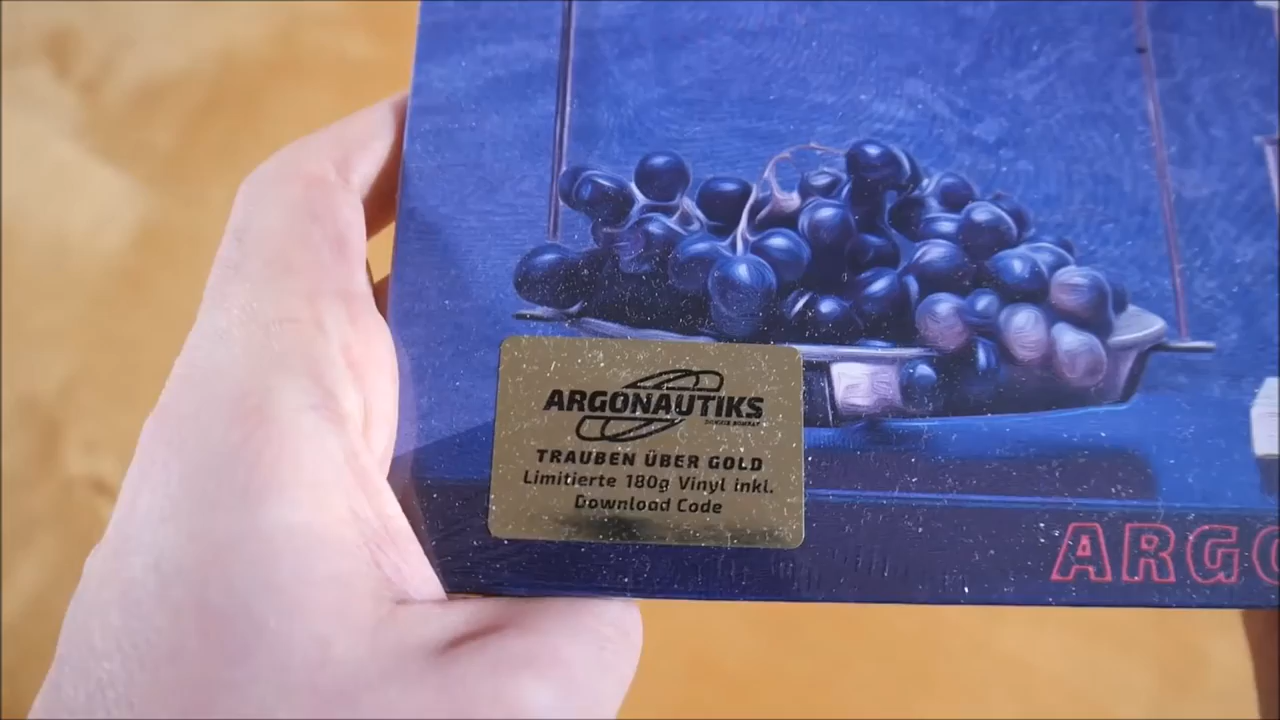 ARGONAUTIKS
TRAUBEN ÜBER GOLD
Limitierte 180g Vinyl inkl.
Download Code
ARGO